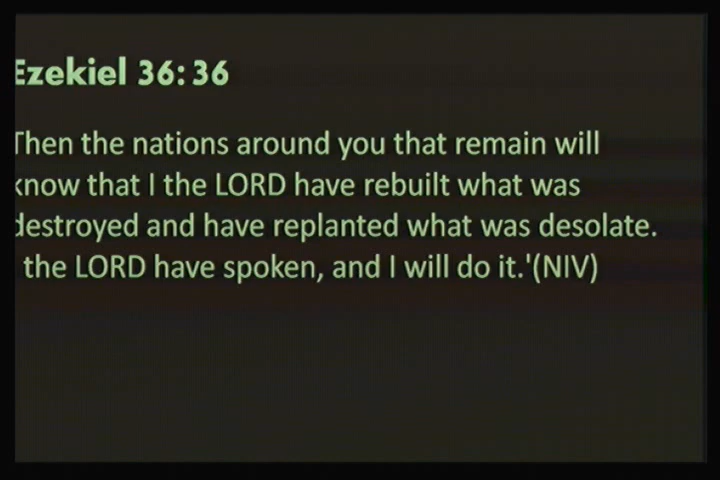 Ezekiel 36:36
Then the nations around you that remain will
know that I the LORD have rebuilt what was
destroyed and have replanted what was desolate.
the LORD have spoken, and I will do it.'(NIV)